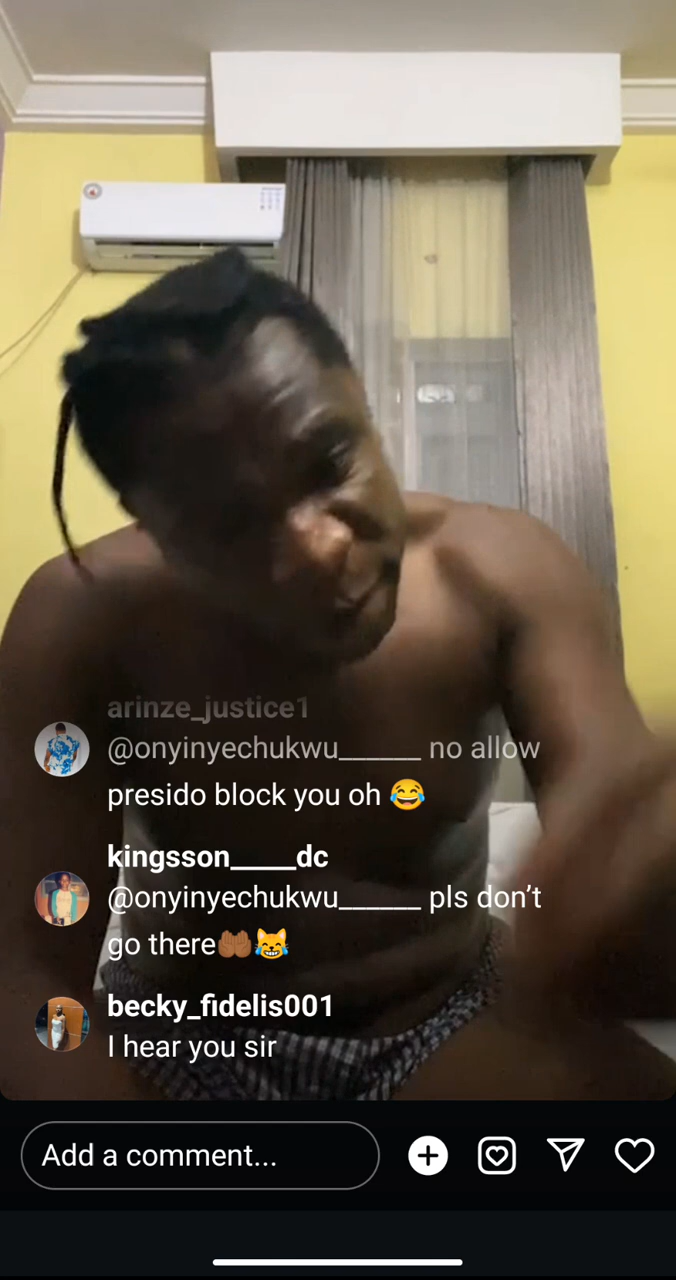 arinze_justice1
@onyinyechukwu______ no allow
presido block you oh 😂
kingsson_____dc
@onyinyechukwu______ pls don't
go there🤲🏾😹
becky_fidelis001
I hear you sir
Add a comment...